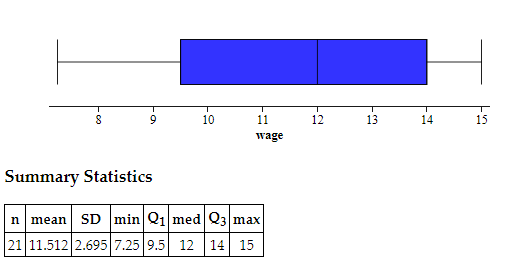 8 9 10 11 12 13 14 15
wage
Summary Statistics
n mean SD min Q1 med Q3 max
21 11.512 2.695 7.25 9.5 12 14 15